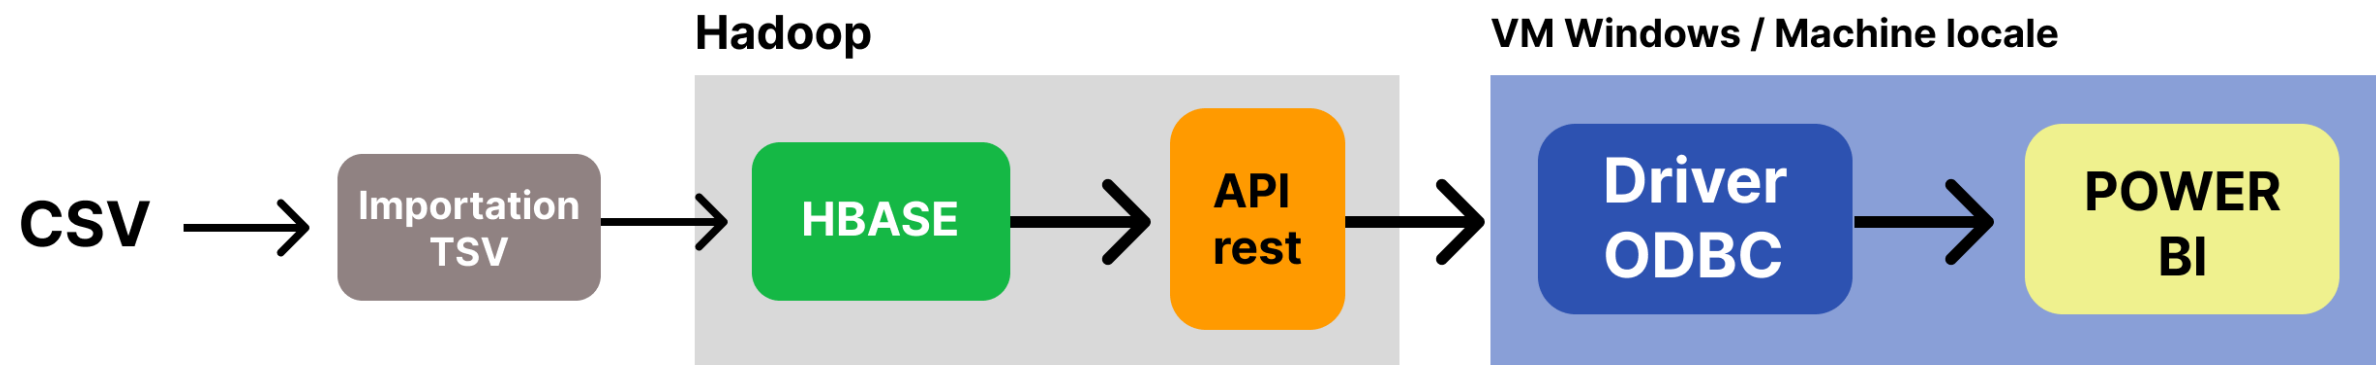 Hadoop
VM Windows / Machine locale
CSV
Importation
TSV
HBASE
API
rest
Driver
ODBC
POWER
BI